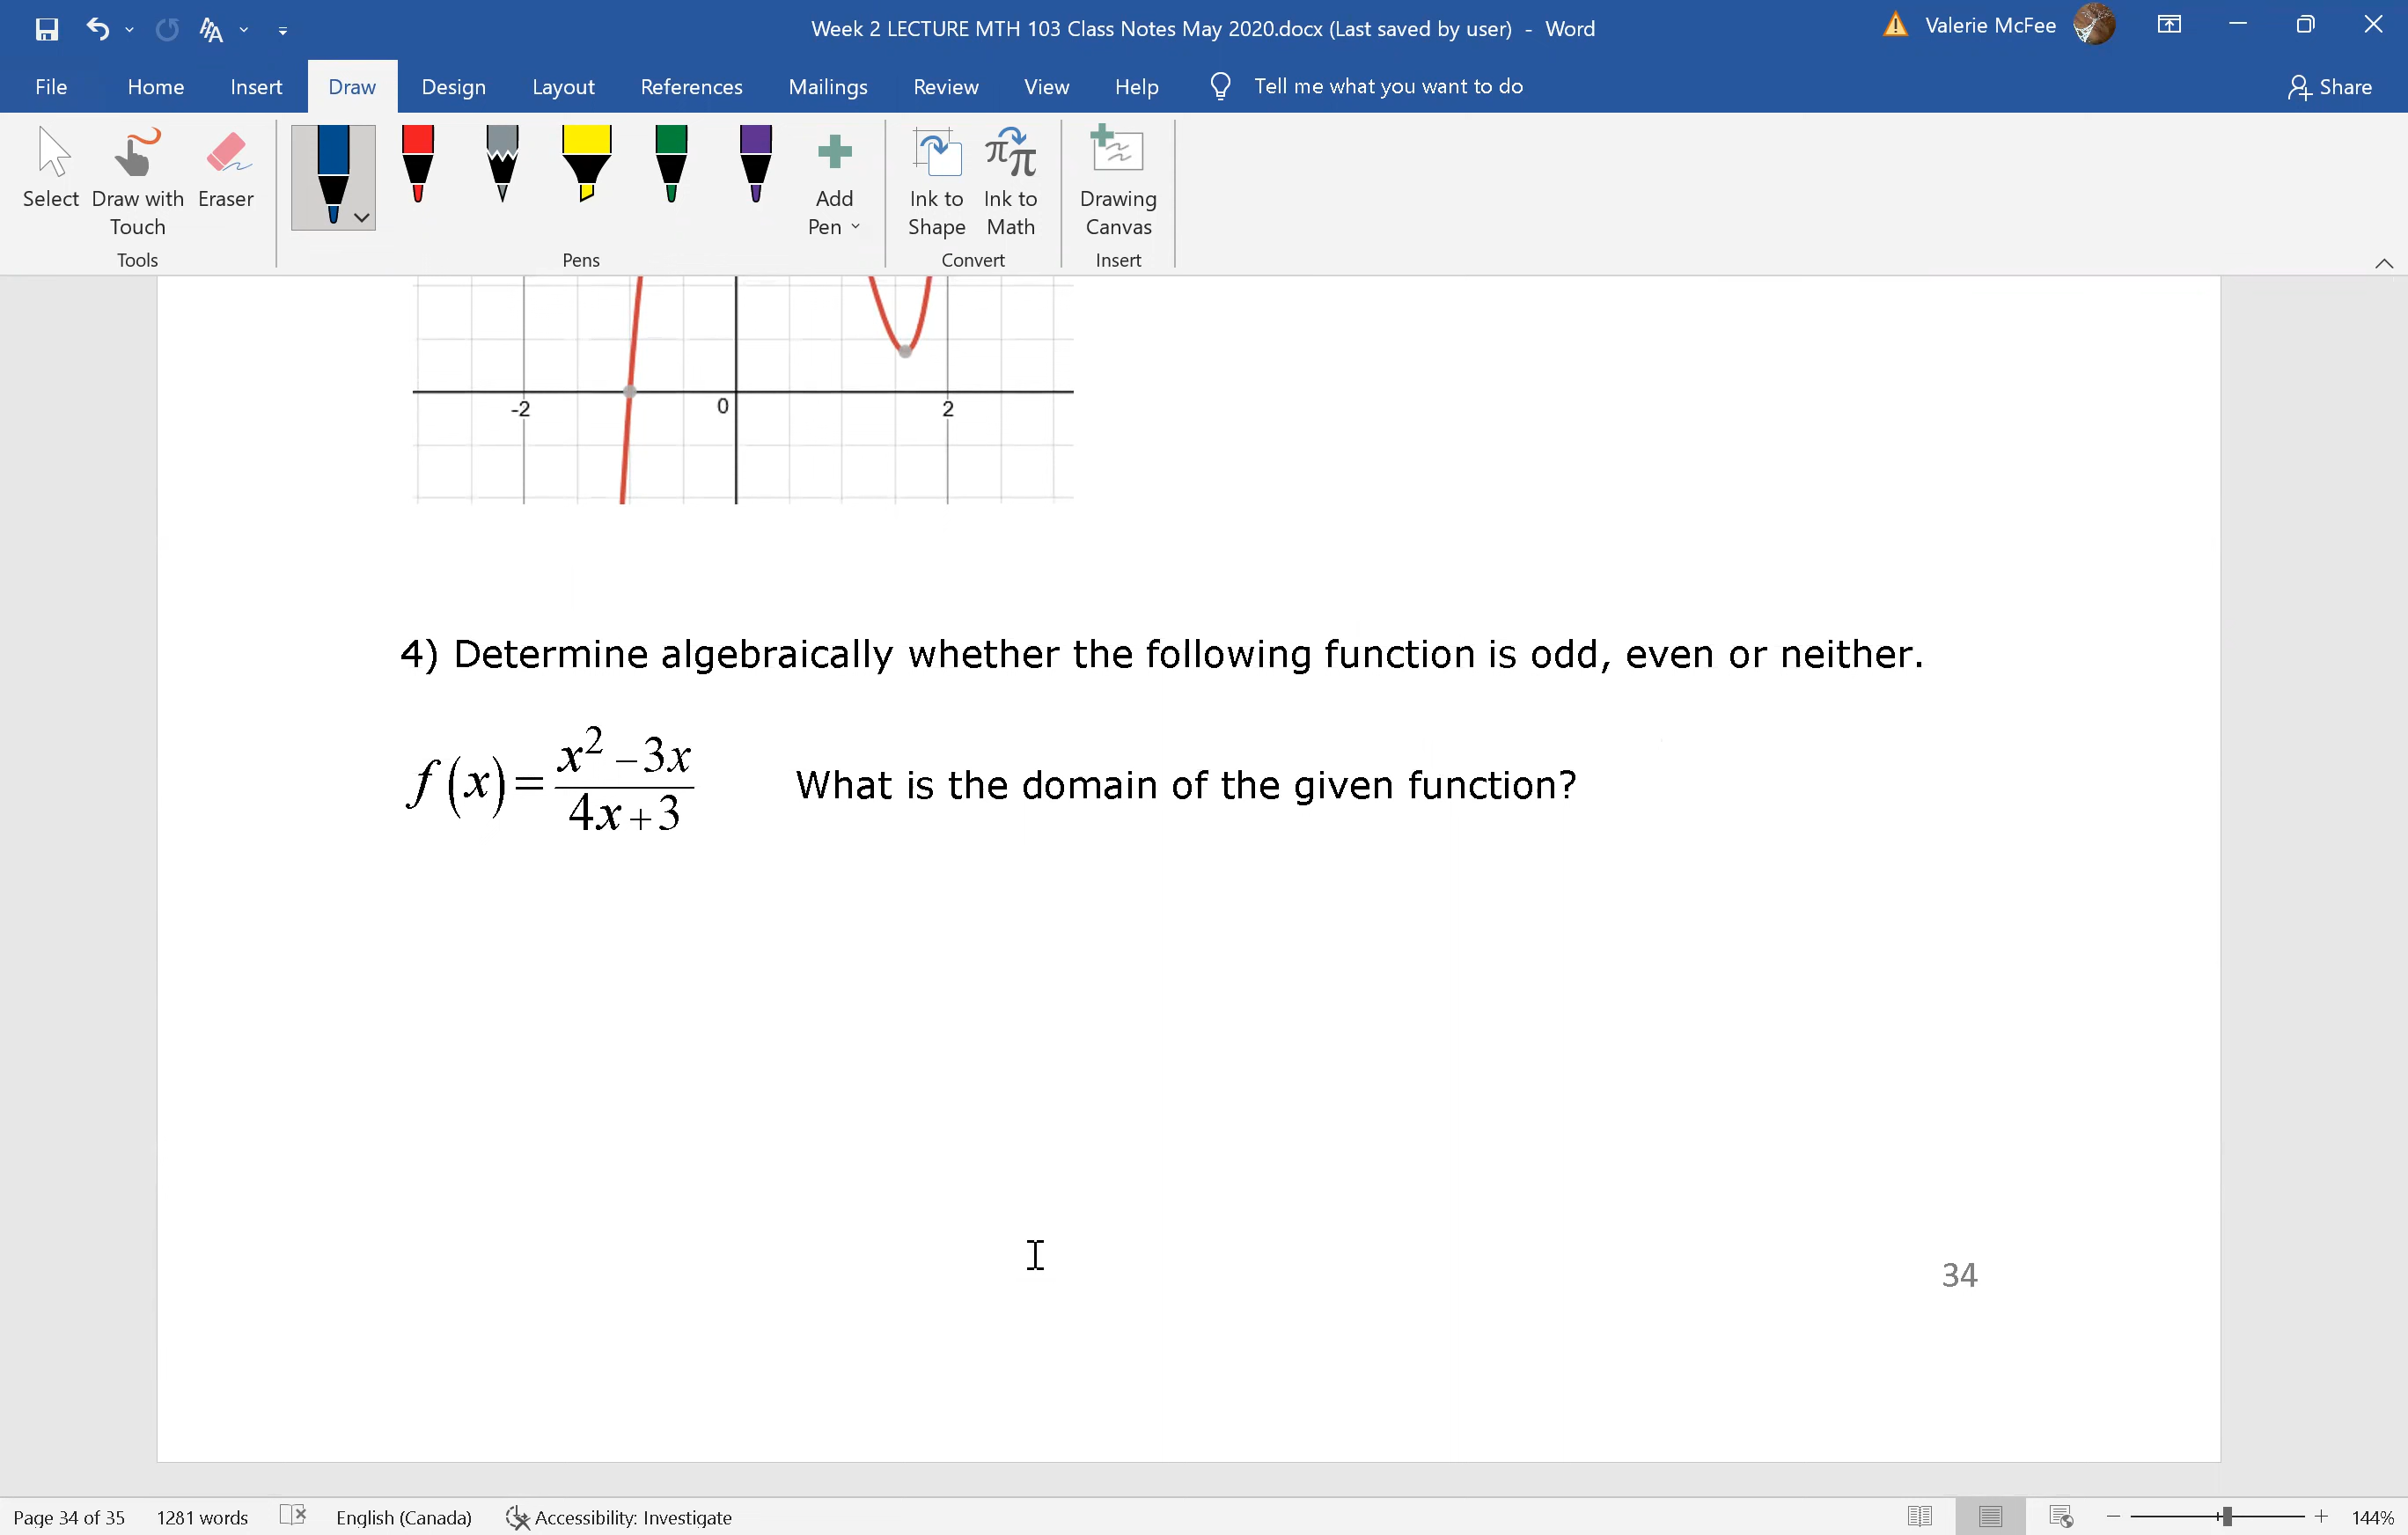 Week 2 LECTURE MTH 103 Class Notes May 2020.docx (Last saved by user) - Word
Valerie McFee
File Home Insert Draw Design Layout References Mailings Review View Help Tell me what you want to do Share
Select Draw with Touch Eraser
Add Pen
Ink to Shape Ink to Math
Drawing Canvas
Tools Pens Convert Insert
-2 0 2
4) Determine algebraically whether the following function is odd, even or neither.
f(x)=\frac{x^2-3x}{4x+3} What is the domain of the given function?
34
Page 34 of 35 1281 words English (Canada) Accessibility: Investigate 144%